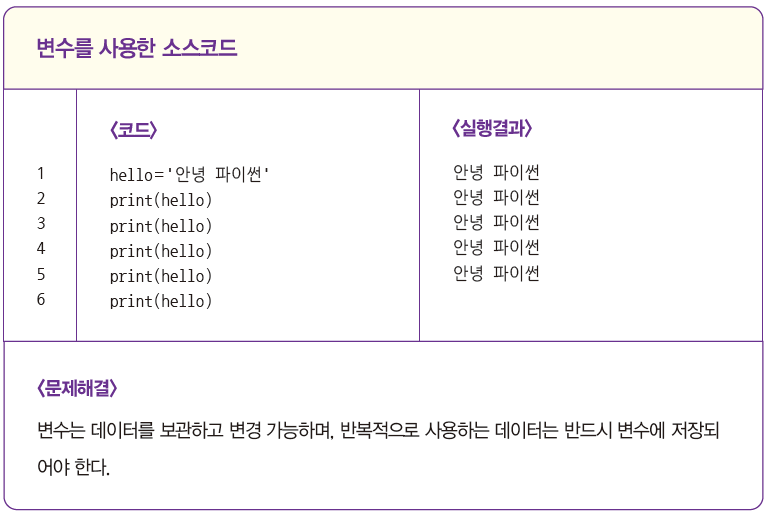 변수를 사용한 소스코드
<코드>
<실행결과>
1 hello='안녕 파이썬'
2 print(hello)
3 print(hello)
4 print(hello)
5 print(hello)
6 print(hello)
안녕 파이썬
안녕 파이썬
안녕 파이썬
안녕 파이썬
안녕 파이썬
<문제해결>
변수는 데이터를 보관하고 변경 가능하며, 반복적으로 사용하는 데이터는 반드시 변수에 저장되
어야 한다.